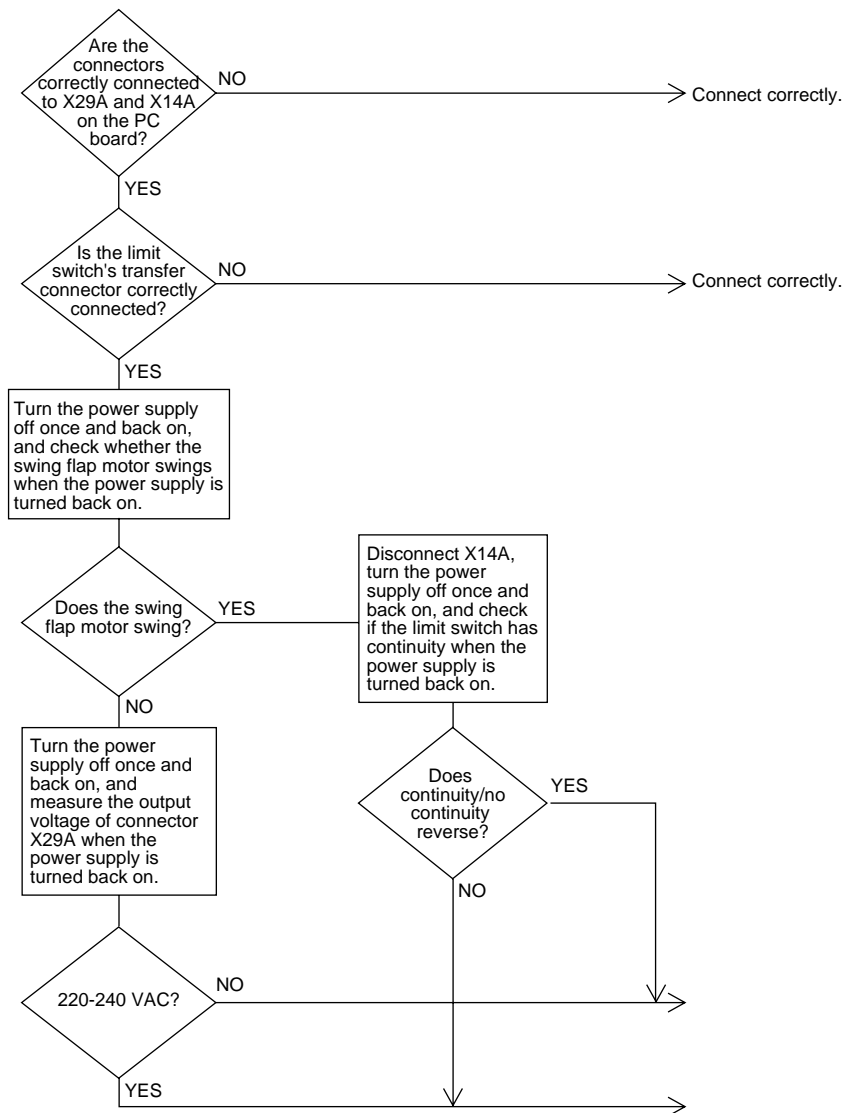 Are the
connectors
correctly connected
to X29A and X14A
on the PC
board?
NO
Connect correctly.
YES
Is the limit
switch's transfer
connector correctly
connected?
NO
Connect correctly.
YES
Turn the power supply
off once and back on,
and check whether the
swing flap motor swings
when the power supply is
turned back on.
Does the swing
flap motor swing?
YES
Disconnect X14A,
turn the power
supply off once and
back on, and check
if the limit switch has
continuity when the
power supply is
turned back on.
NO
Turn the power
supply off once and
back on, and
measure the output
voltage of connector
X29A when the
power supply is
turned back on.
Does
continuity/no
continuity
reverse?
YES
NO
220-240 VAC?
NO
YES